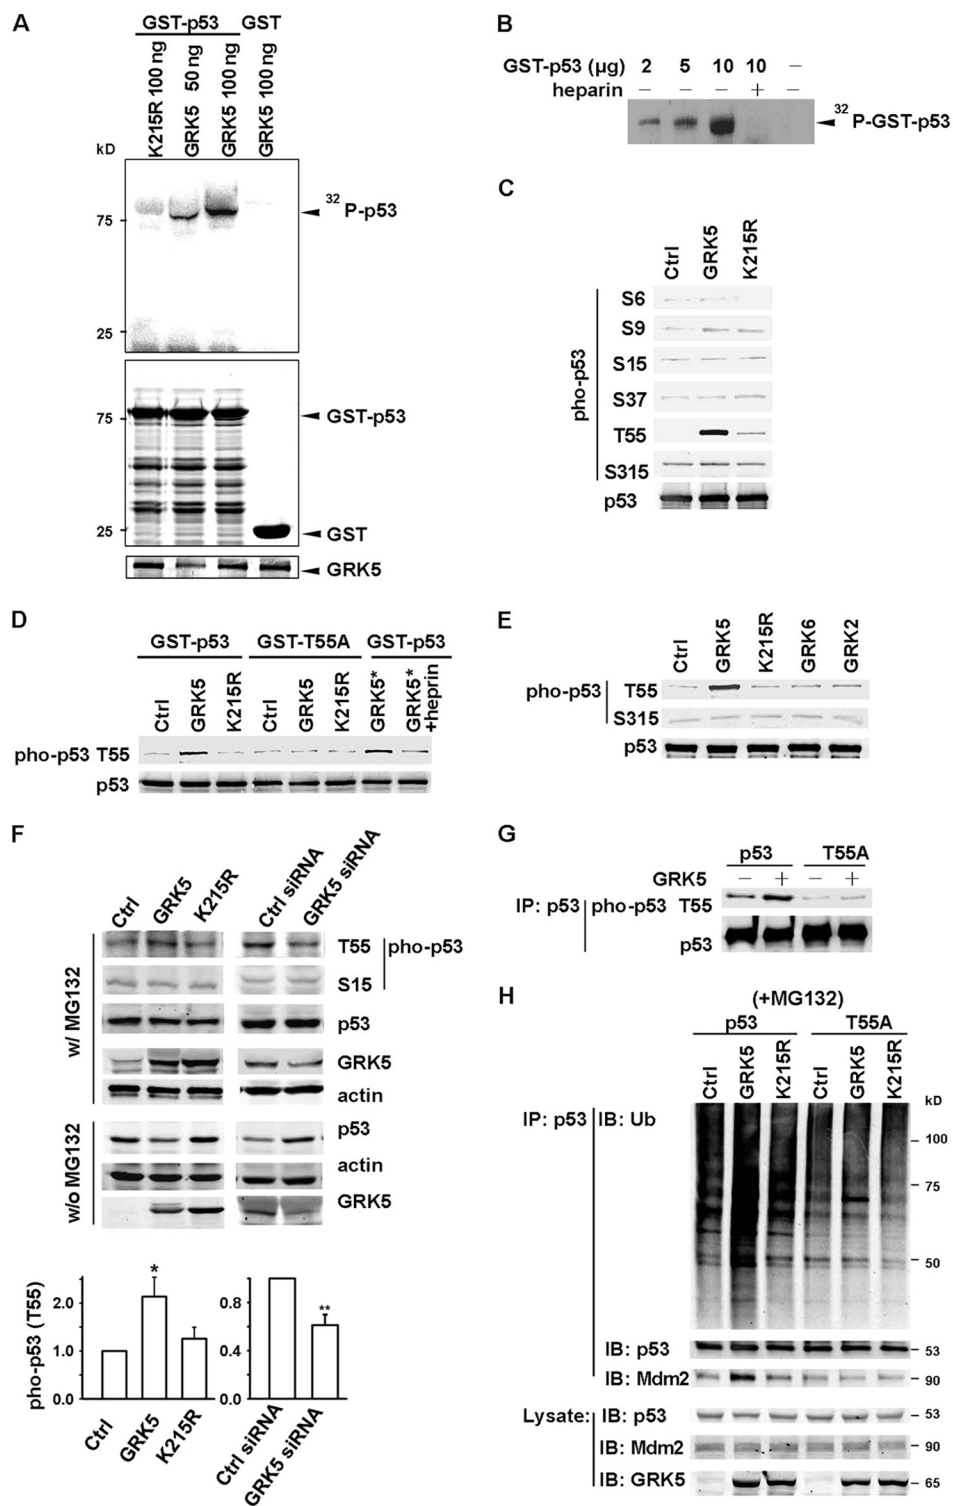 A
GST-p53 GST
K215R 100 ng
GRK5 50 ng
GRK5 100 ng
GRK5 100 ng
kD
75
25
32 P-p53
75
25
GST-p53
GST
GRK5
B
GST-p53 (μg) 2 5 10 10 –
heparin – – – + –
32 P-GST-p53
C
Ctrl
GRK5
K215R
pho-p53
S6
S9
S15
S37
T55
S315
p53
D
GST-p53 GST-T55A GST-p53
Ctrl
GRK5
K215R
Ctrl
GRK5
K215R
GRK5*
GRK5*
+heprin
pho-p53 T55
p53
E
Ctrl
GRK5
K215R
GRK6
GRK2
pho-p53
T55
S315
p53
F
Ctrl
GRK5
K215R
Ctrl siRNA
GRK5 siRNA
w/ MG132
T55
S15
pho-p53
p53
GRK5
actin
w/o MG132
p53
actin
GRK5
pho-p53 (T55)
2.0
1.0
0.0
*
Ctrl
GRK5
K215R
0.8
0.4
0.0
**
Ctrl siRNA
GRK5 siRNA
G
p53 T55A
GRK5 – + – +
IP: p53 pho-p53 T55
p53
H
(+MG132)
p53 T55A
Ctrl
GRK5
K215R
Ctrl
GRK5
K215R
kD
IP: p53 IB: Ub
100
75
50
IB: p53 53
IB: Mdm2 90
Lysate: IB: p53 53
IB: Mdm2 90
IB: GRK5 65